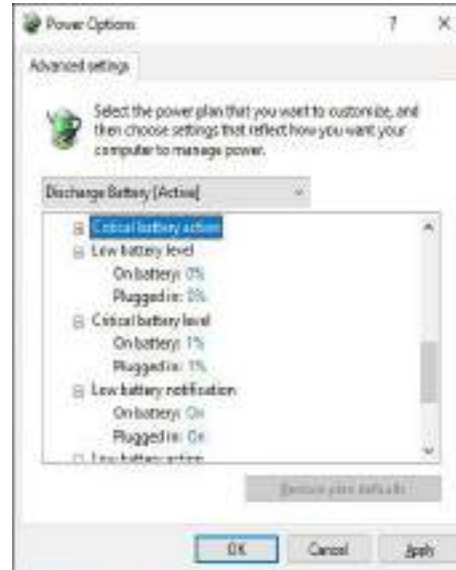 Power Options
? X
Advanced settings
Select the power plan that you want to customize, and
then choose settings that reflect how you want your
computer to manage power.
Discharge Battery [Active]
Critical battery action
Low battery level
On battery: 0%
Plugged in: 0%
Critical battery level
On battery: 1%
Plugged in: 1%
Low battery notification
On battery: On
Plugged in: On
Low battery action
Restore plan defaults
OK Cancel Apply